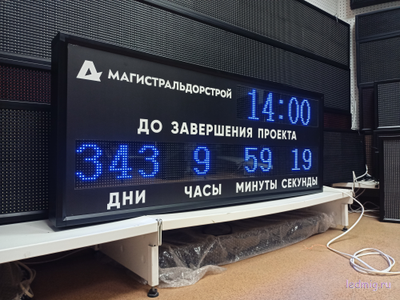 МАГИСТРАЛЬДОРСТРОЙ
14:00
ДО ЗАВЕРШЕНИЯ ПРОЕКТА
343 9 59 19
ДНИ ЧАСЫ МИНУТЫ СЕКУНДЫ